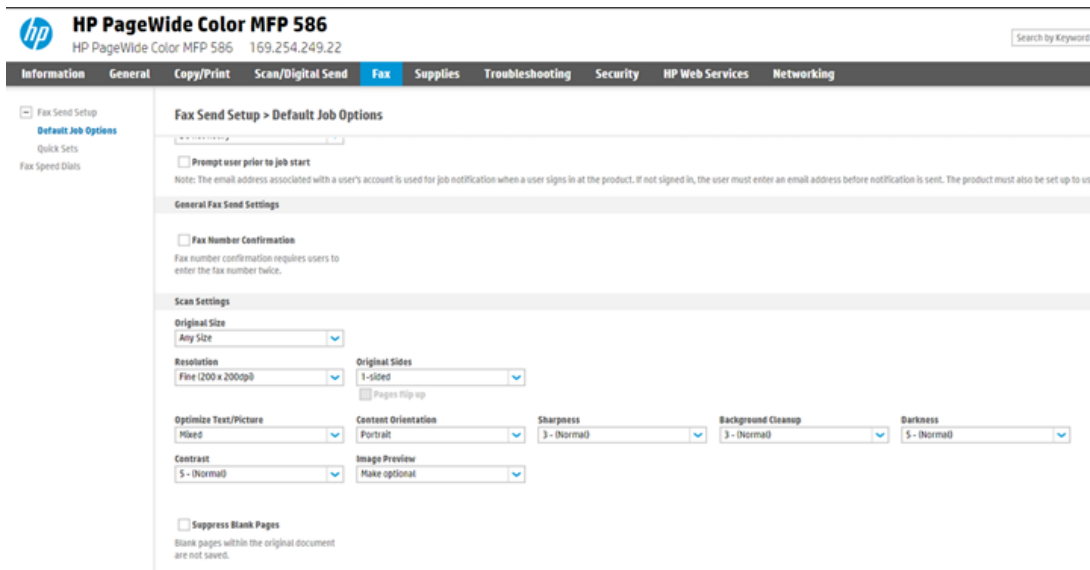 hp
HP PageWide Color MFP 586
HP PageWide Color MFP 586 169.254.249.22
Search by Keyword
Information General Copy/Print Scan/Digital Send Fax Supplies Troubleshooting Security HP Web Services Networking
Fax Send Setup
Default Job Options
Quick Sets
Fax Speed Dials
Fax Send Setup > Default Job Options
Prompt user prior to job start
Note: The email address associated with a user's account is used for job notification when a user signs in at the product. If not signed in, the user must enter an email address before notification is sent. The product must also be set up to us
General Fax Send Settings
Fax Number Confirmation
Fax number confirmation requires users to
enter the fax number twice.
Scan Settings
Original Size
Any Size
Resolution Original Sides
Fine (200 x 200dpi) 1-sided
Pages flip up
Optimize Text/Picture Content Orientation Sharpness Background Cleanup Darkness
Mixed Portrait 3 - (Normal) 3 - (Normal) 5 - (Normal)
Contrast Image Preview
5 - (Normal) Make optional
Suppress Blank Pages
Blank pages within the original document
are not saved.